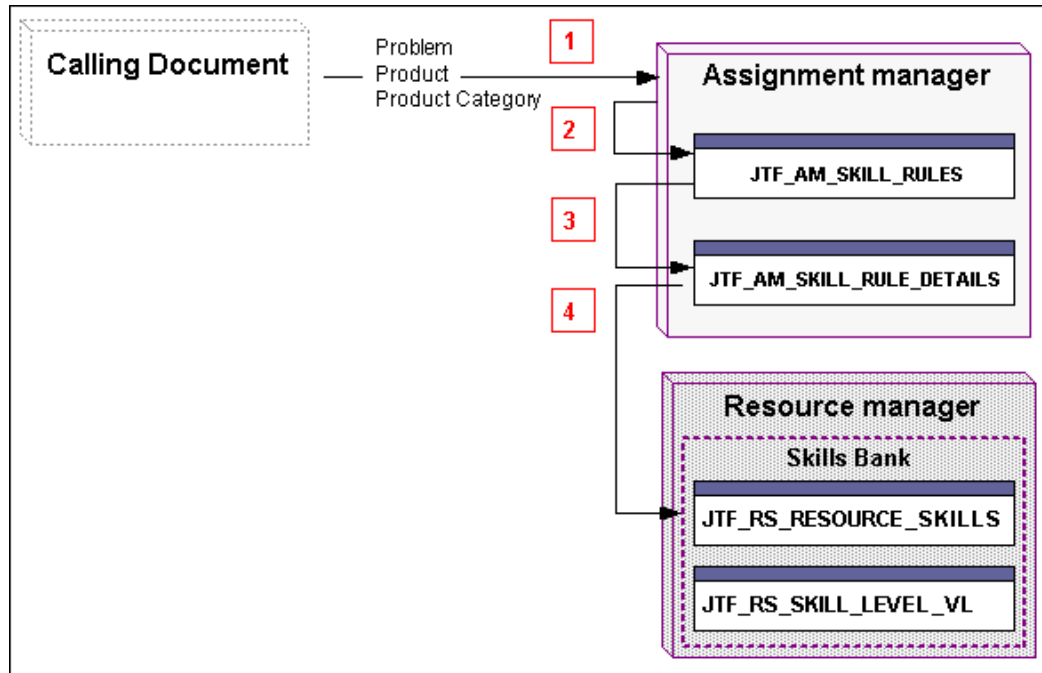 Calling Document
Problem
Product
Product Category
1
Assignment manager
2
JTF_AM_SKILL_RULES
3
JTF_AM_SKILL_RULE_DETAILS
4
Resource manager
Skills Bank
JTF_RS_RESOURCE_SKILLS
JTF_RS_SKILL_LEVEL_VL